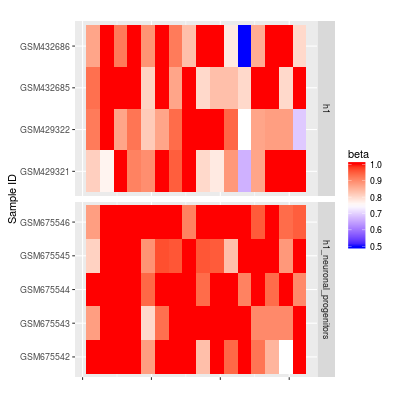 Sample ID
GSM432686
GSM432685
GSM429322
GSM429321
h1
GSM675546
GSM675545
GSM675544
GSM675543
GSM675542
h1_neuronal_progenitors
beta
1.0
0.9
0.8
0.7
0.6
0.5